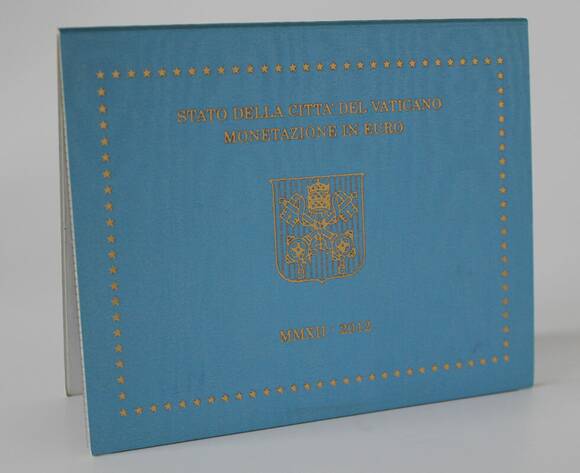 STATO DELLA CITTA' DEL VATICANO
MONETAZIONE IN EURO
MMXII - 2012